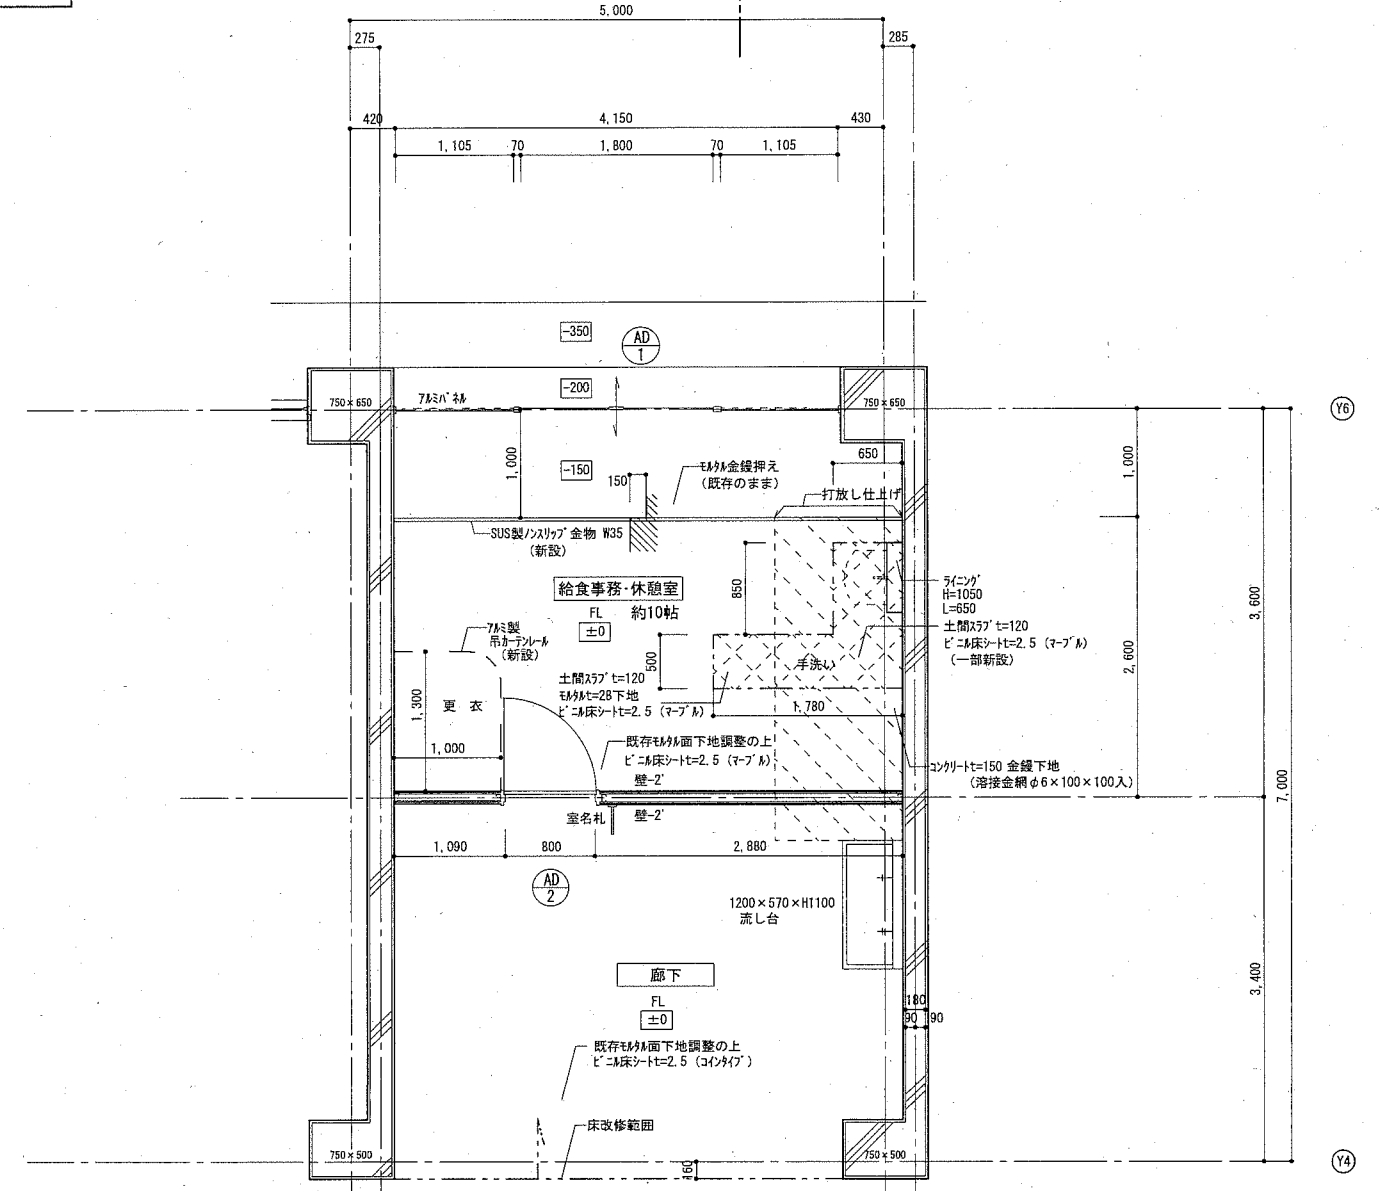 5,000
275
285
420
4,150
430
1,105
70
1,800
70
1,105
-350
AD
1
-200
750×650
ｱﾙﾐﾊﾟﾈﾙ
750×650
Y6
1,000
-150
150
ﾓﾙﾀﾙ金鏝押え
(既存のまま)
650
1,000
打放し仕上げ
SUS製ﾉﾝｽﾘｯﾌﾟ金物 W35
(新設)
給食事務・休憩室
FL
約10帖
±0
850
ﾗｲﾆﾝｸﾞ
H=1050
L=650
3,600
ｱﾙﾐ製
吊ｶｰﾃﾝﾚｰﾙ
(新設)
500
手洗い
土間ｽﾗﾌﾞt=120
ﾋﾞﾆﾙ床ｼｰﾄt=2.5 (ﾏｰﾌﾞﾙ)
(一部新設)
2,600
土間ｽﾗﾌﾞt=120
ﾓﾙﾀﾙt=28下地
ﾋﾞﾆﾙ床ｼｰﾄt=2.5 (ﾏｰﾌﾞﾙ)
1,300
更 衣
1,780
1,000
既存ﾓﾙﾀﾙ面下地調整の上
ﾋﾞﾆﾙ床ｼｰﾄt=2.5 (ﾏｰﾌﾞﾙ)
壁-2'
ｺﾝｸﾘｰﾄt=150 金鏝下地
(溶接金網φ6×100×100入)
7,000
室名札
壁-2'
1,090
800
2,880
AD
2
1200×570×H1100
流し台
廊下
FL
±0
3,400
180
90
90
既存ﾓﾙﾀﾙ面下地調整の上
ﾋﾞﾆﾙ床ｼｰﾄt=2.5 (ｺｲﾝﾀｲﾌﾟ)
床改修範囲
750×500
160
750×500
Y4